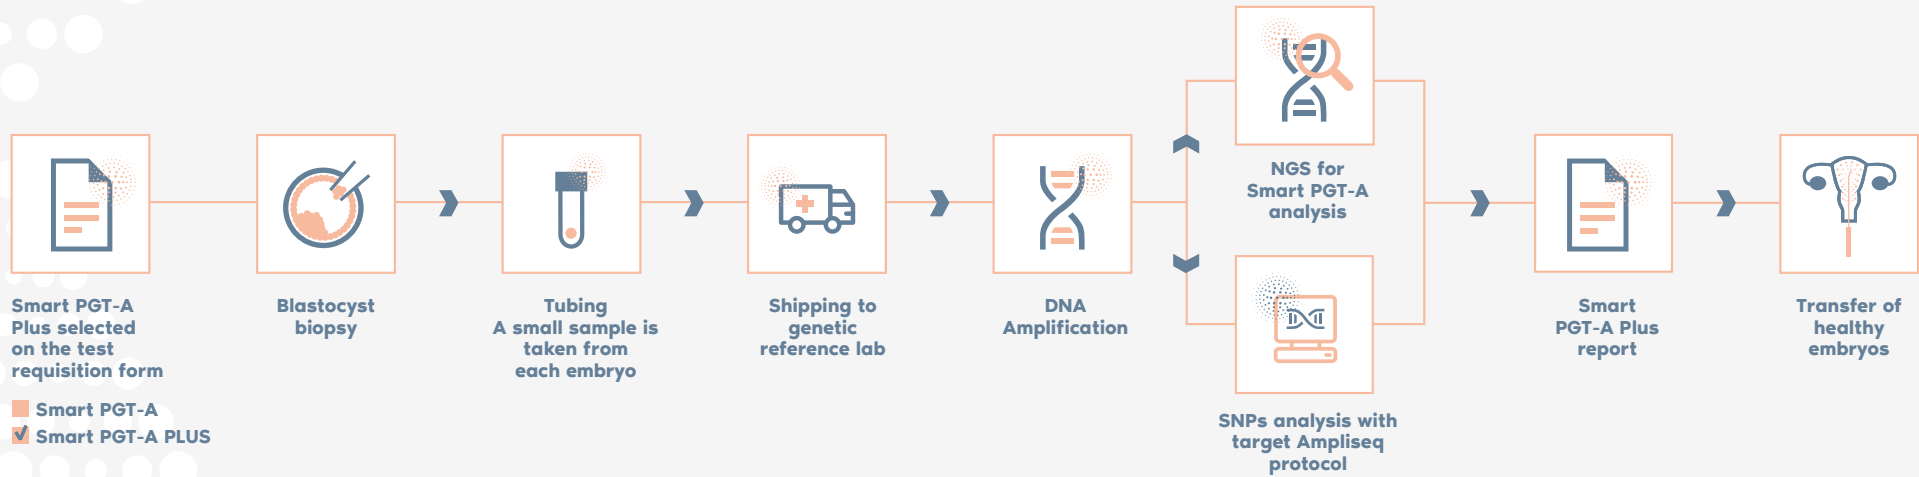 Smart PGT-A
Plus selected
on the test
requisition form
Smart PGT-A
Smart PGT-A PLUS
Blastocyst
biopsy
Tubing
A small sample is
taken from
each embryo
Shipping to
genetic
reference lab
DNA
Amplification
NGS for
Smart PGT-A
analysis
SNPs analysis with
target Ampliseq
protocol
Smart
PGT-A Plus
report
Transfer of
healthy
embryos